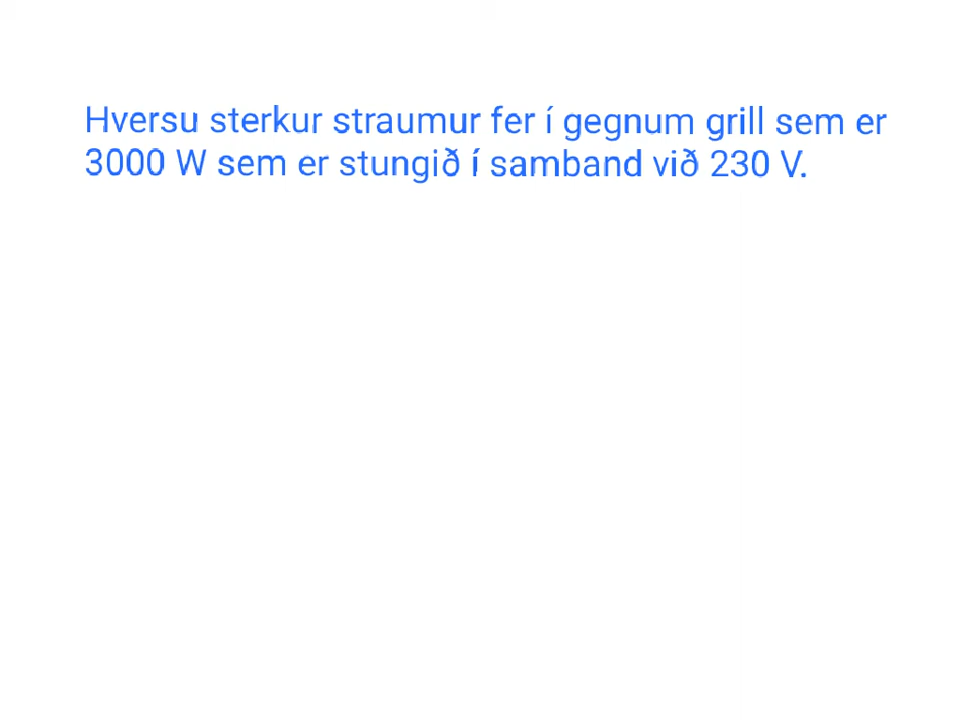 Hversu sterkur straumur fer í gegnum grill sem er
3000 W sem er stungið í samband við 230 V.